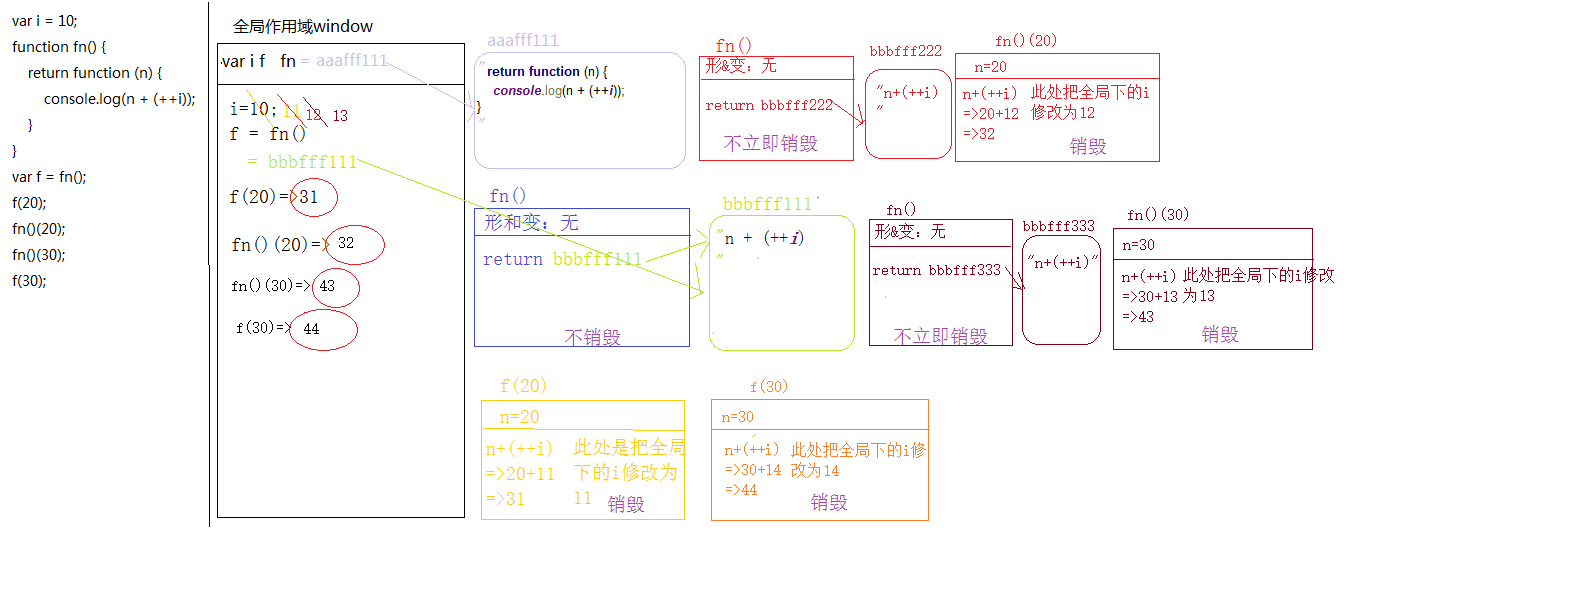 var i = 10;
function fn() {
return function (n) {
console.log(n + (++i));
}
}
var f = fn();
f(20);
fn()(20);
fn()(30);
f(30);
全局作用域window
var i f fn = aaafff111
i=10; 11 12 13
f = fn()
= bbbfff111
f(20)=>31
fn()(20)=> 32
fn()(30)=> 43
f(30)=> 44
aaafff111
"
return function (n) {
console.log(n + (++i));
}
"
fn()
形&变: 无
return bbbfff222
不立即销毁
bbbfff222
"n+(++i)
"
fn()(20)
n=20
n+(++i) 此处把全局下的i
=>20+12 修改为12
=>32
销毁
fn()
形和变: 无
return bbbfff111
不销毁
bbbfff111
"n + (++i)
"
fn()
形&变: 无
return bbbfff333
不立即销毁
bbbfff333
"n+(++i)"
fn()(30)
n=30
n+(++i) 此处把全局下的i修改
=>30+13 为13
=>43
销毁
f(20)
n=20
n+(++i) 此处是把全局
=>20+11 下的i修改为
=>31 11 销毁
f(30)
n=30
n+(++i) 此处把全局下的i修
=>30+14 改为14
=>44
销毁